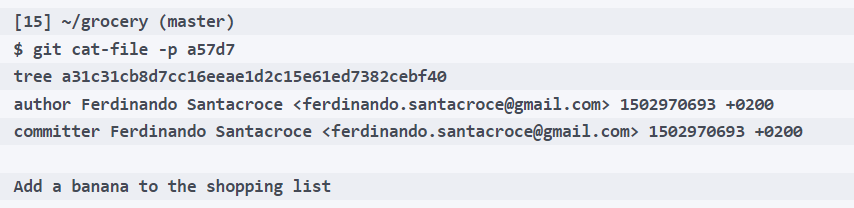 [15] ~/grocery (master)
$ git cat-file -p a57d7
tree a31c31cb8d7cc16eeae1d2c15e61ed7382cebf40
author Ferdinando Santacroce <ferdinando.santacroce@gmail.com> 1502970693 +0200
committer Ferdinando Santacroce <ferdinando.santacroce@gmail.com> 1502970693 +0200
Add a banana to the shopping list